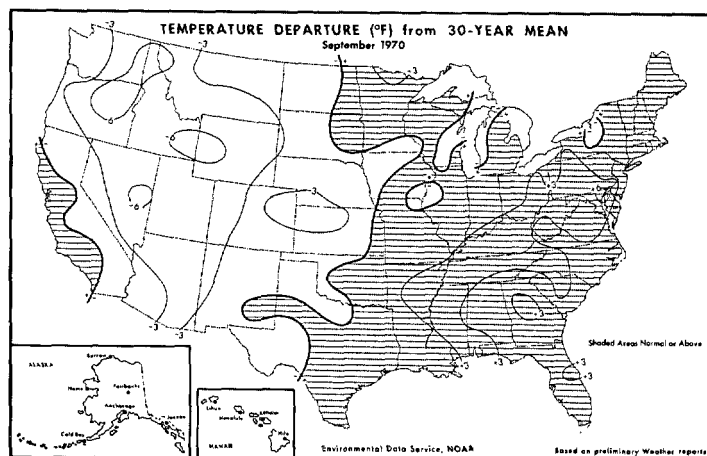 TEMPERATURE DEPARTURE (°F) from 30-YEAR MEAN
September 1970
-3
-3
+3
-6
-6
-6
-3
+6
-3
-3
-3
+3
+3
+3
+3
Shaded Areas Normal or Above
ALASKA
Barrow
Fairbanks
Anchorage
Juneau
Cold Bay
Lihue
Honolulu
Hilo
HAWAII
Environmental Data Service, NOAA
Based on preliminary Weather reports